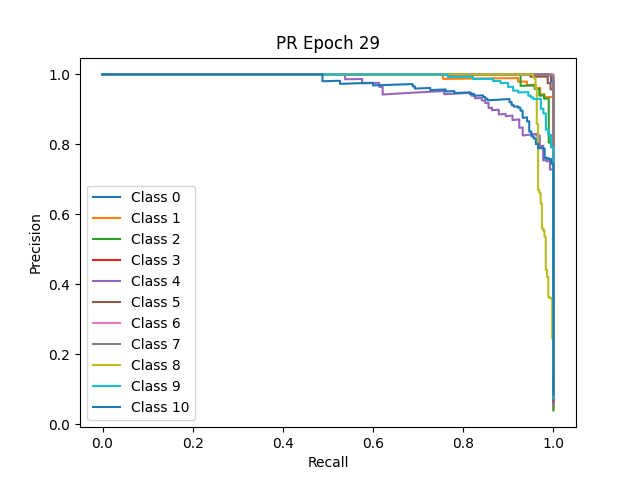 PR Epoch 29
Precision
1.0
0.8
0.6
0.4
0.2
0.0
Class 0
Class 1
Class 2
Class 3
Class 4
Class 5
Class 6
Class 7
Class 8
Class 9
Class 10
0.0 0.2 0.4 0.6 0.8 1.0
Recall